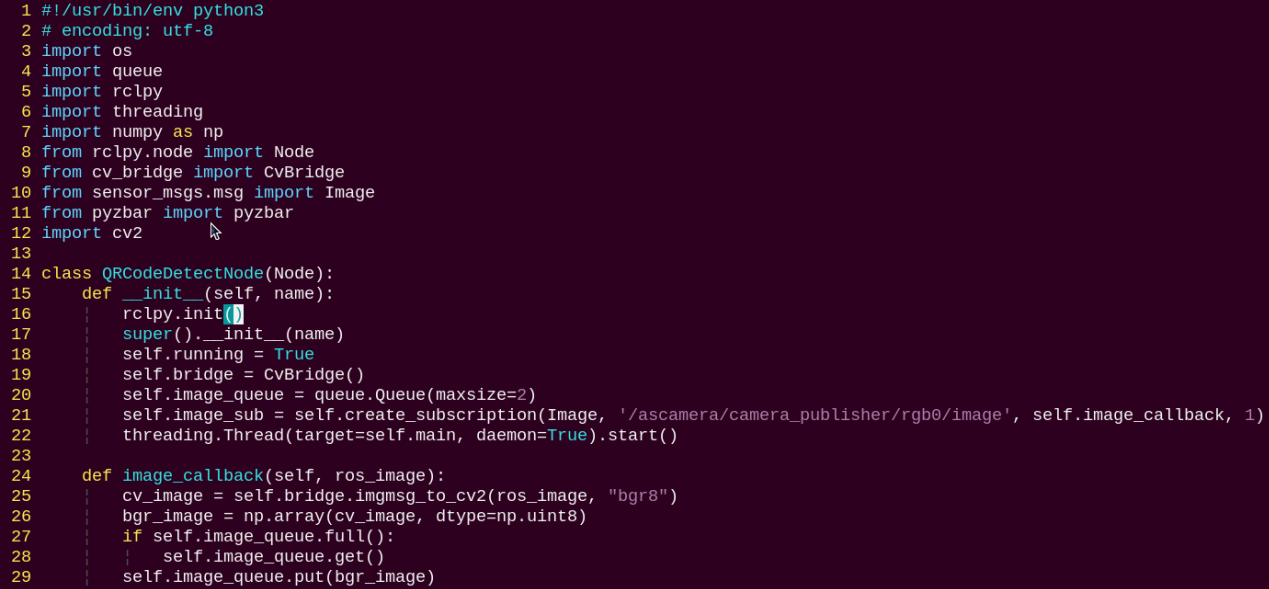 1 #!/usr/bin/env python3
2 # encoding: utf-8
3 import os
4 import queue
5 import rclpy
6 import threading
7 import numpy as np
8 from rclpy.node import Node
9 from cv_bridge import CvBridge
10 from sensor_msgs.msg import Image
11 from pyzbar import pyzbar
12 import cv2
13
14 class QRCodeDetectNode(Node):
15     def __init__(self, name):
16     ¦   rclpy.init()
17     ¦   super().__init__(name)
18     ¦   self.running = True
19     ¦   self.bridge = CvBridge()
20     ¦   self.image_queue = queue.Queue(maxsize=2)
21     ¦   self.image_sub = self.create_subscription(Image, '/ascamera/camera_publisher/rgb0/image', self.image_callback, 1)
22     ¦   threading.Thread(target=self.main, daemon=True).start()
23
24     def image_callback(self, ros_image):
25     ¦   cv_image = self.bridge.imgmsg_to_cv2(ros_image, "bgr8")
26     ¦   bgr_image = np.array(cv_image, dtype=np.uint8)
27     ¦   if self.image_queue.full():
28     ¦   ¦   self.image_queue.get()
29     ¦   self.image_queue.put(bgr_image)